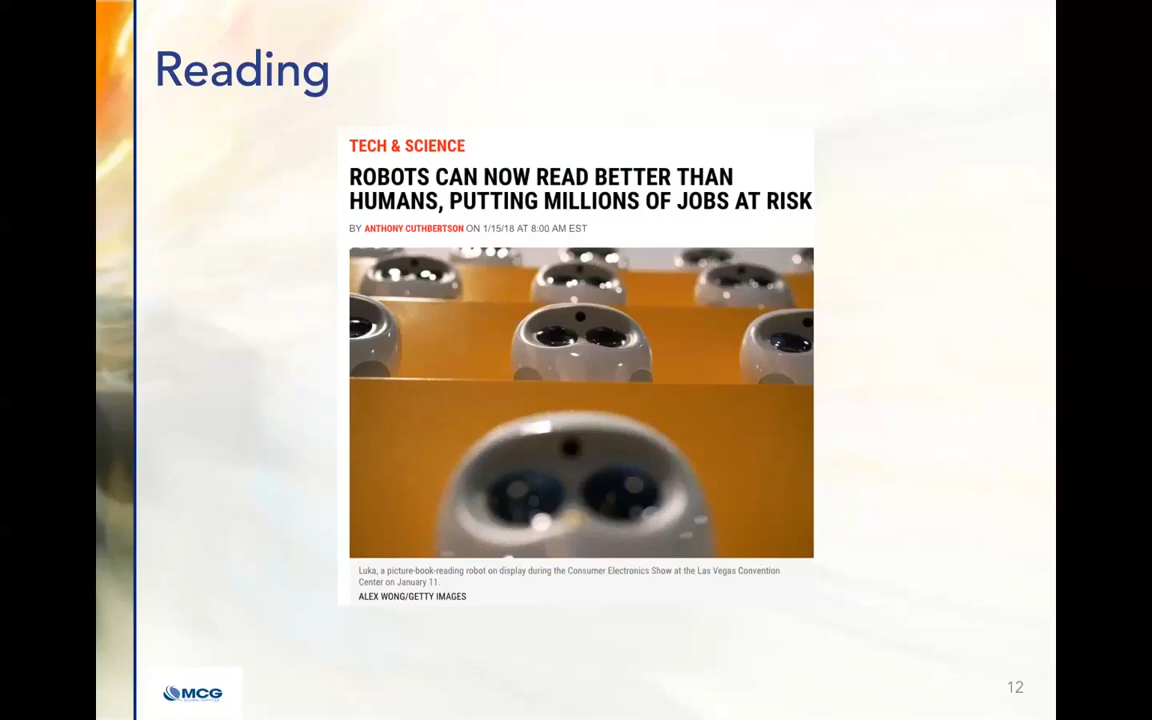 Reading
TECH & SCIENCE
ROBOTS CAN NOW READ BETTER THAN
HUMANS, PUTTING MILLIONS OF JOBS AT RISK
BY ANTHONY CUTHBERTSON ON 1/15/18 AT 8:00 AM EST
Luka, a picture-book-reading robot on display during the Consumer Electronics Show at the Las Vegas Convention
Center on January 11.
ALEX WONG/GETTY IMAGES
MCG
12